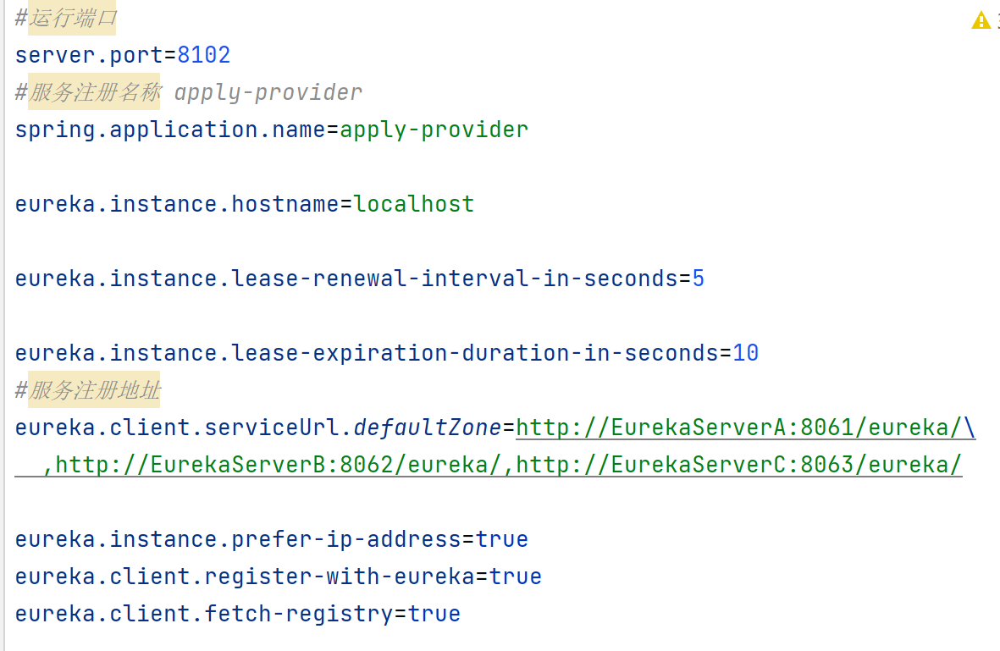 #运行端口
server.port=8102
#服务注册名称 apply-provider
spring.application.name=apply-provider
eureka.instance.hostname=localhost
eureka.instance.lease-renewal-interval-in-seconds=5
eureka.instance.lease-expiration-duration-in-seconds=10
#服务注册地址
eureka.client.serviceUrl.defaultZone=http://EurekaServerA:8061/eureka/\
,http://EurekaServerB:8062/eureka/,http://EurekaServerC:8063/eureka/
eureka.instance.prefer-ip-address=true
eureka.client.register-with-eureka=true
eureka.client.fetch-registry=true